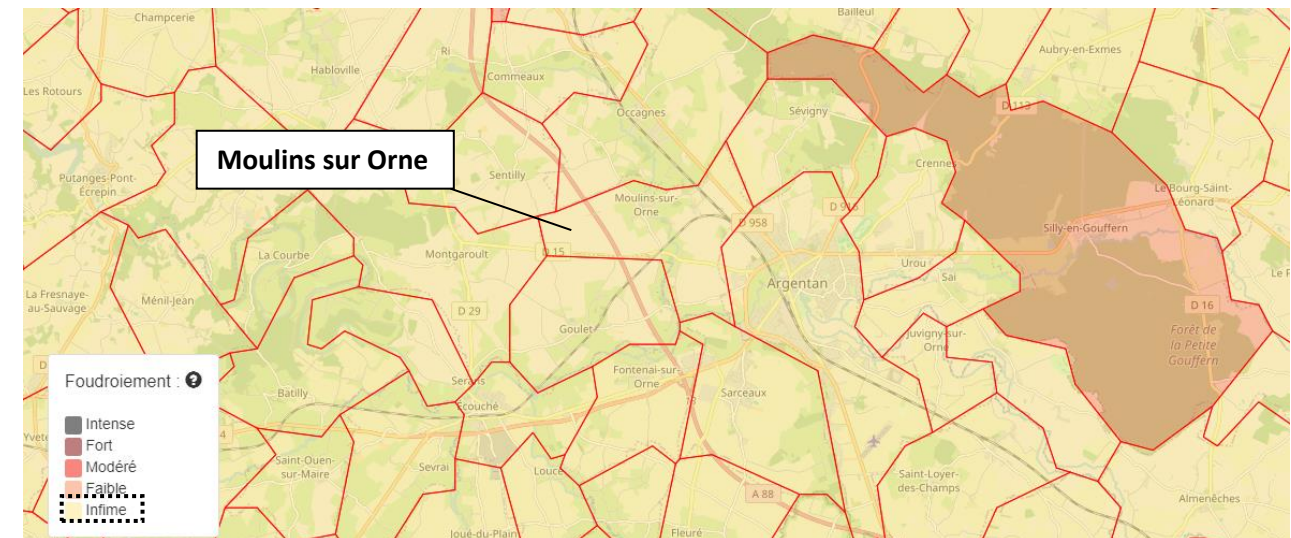 Champcerie
Bailleul
Ri
Aubry-en-Exmes
Habloville
Commeaux
Les Rotours
Occagnes
Sévigny
D 113
Moulins sur Orne
Crennes
Putanges-Pont-
Écrepin
Sentilly
Le Bourg-Saint-
Léonard
Moulins-sur-
Orne
D 958
D 916
Silly-en-Gouffern
La Courbe
Montgaroult
D 15
Urou
Sai
Argentan
La Fresnaye-
au-Sauvage
Ménil-Jean
D 29
D 16
Goulet
Juvigny-sur-
Orne
Forêt de
la Petite
Gouffern
Foudroiement : ?
Intense
Fort
Modéré
Faible
Infime
Fontenai-sur-
Orne
Serans
Batilly
Écouché
Sarceaux
13
Saint-Ouen-
sur-Maire
Sevrai
Loucé
Saint-Loyer-
des-Champs
A 88
Almenêches
Joué-du-Plain
Fleuré